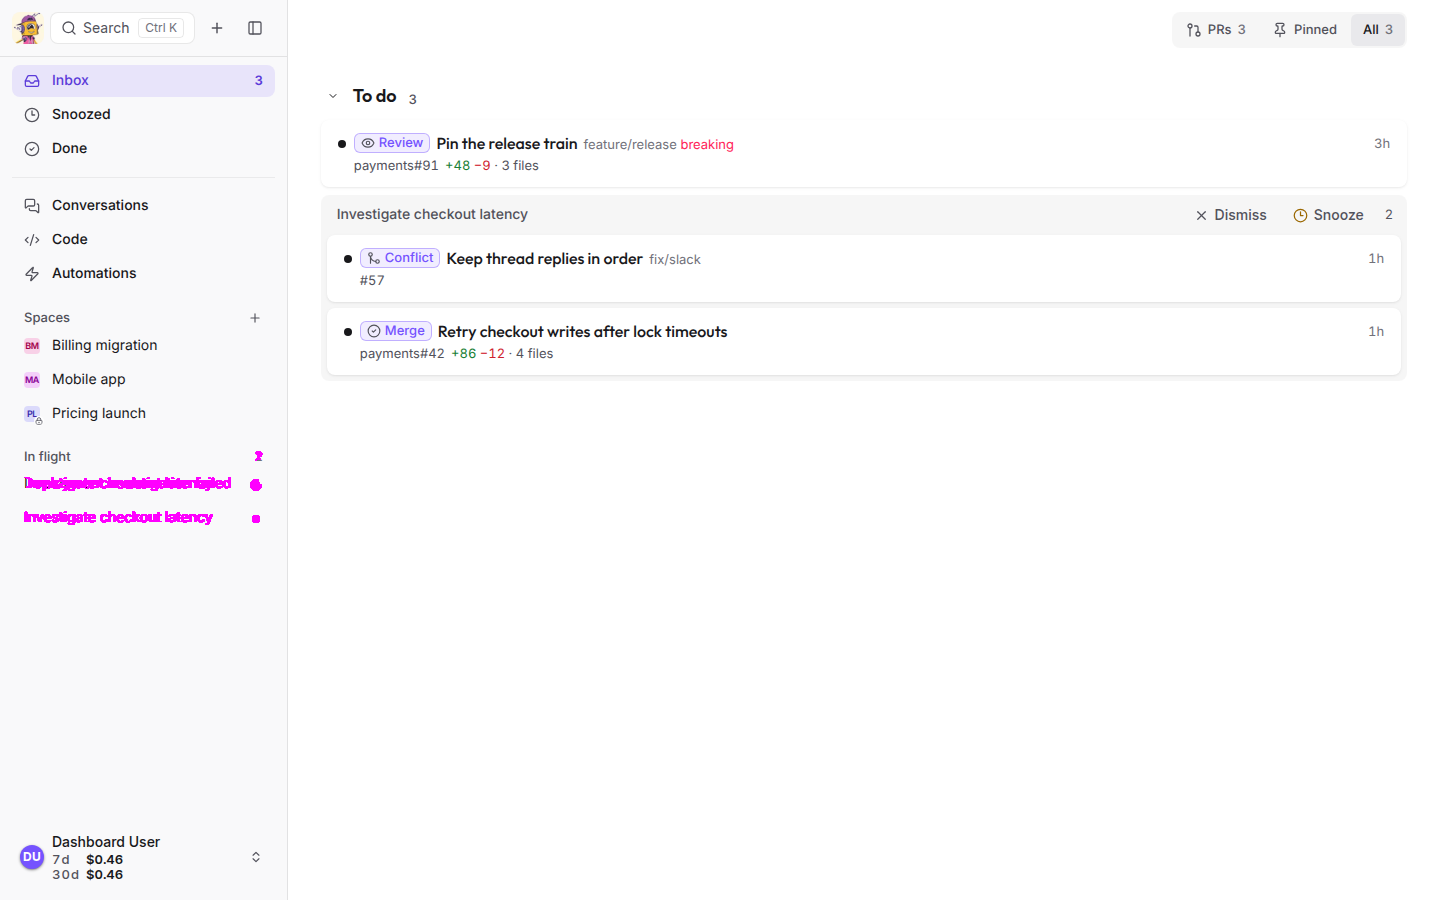 Search Ctrl K
Inbox 3
Snoozed
Done
Conversations
Code
Automations
Spaces
BM Billing migration
MA Mobile app
PL Pricing launch
In flight
Investigate checkout latency
DU Dashboard User
7d $0.46
30d $0.46
PRs 3 Pinned All 3
To do 3
Review Pin the release train feature/release breaking 3h
payments#91 +48 −9 · 3 files
Investigate checkout latency Dismiss Snooze 2
Conflict Keep thread replies in order fix/slack 1h
#57
Merge Retry checkout writes after lock timeouts 1h
payments#42 +86 −12 · 4 files